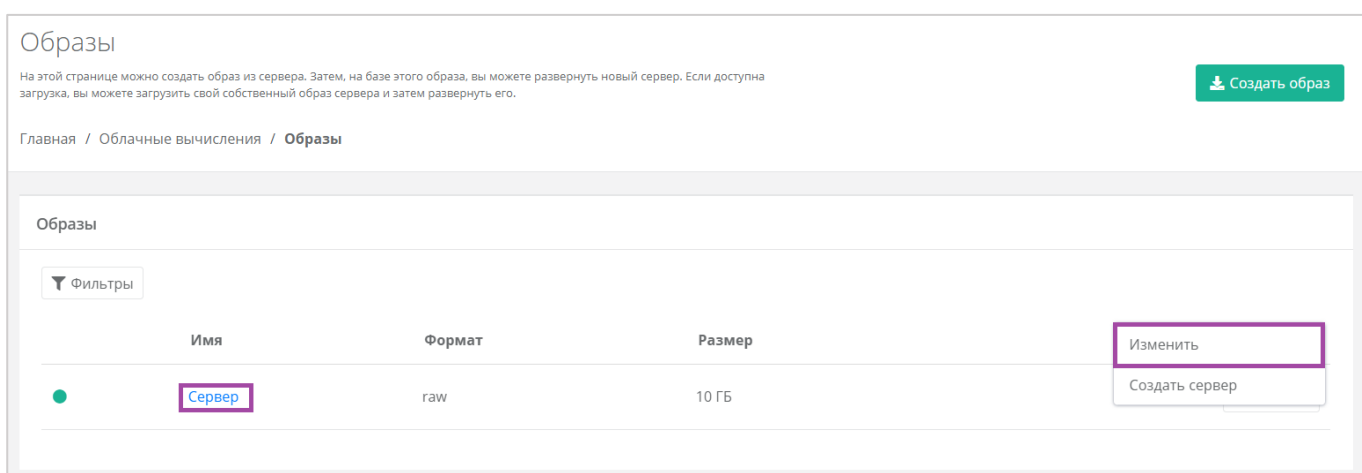 Образы
На этой странице можно создать образ из сервера. Затем, на базе этого образа, вы можете развернуть новый сервер. Если доступна
загрузка, вы можете загрузить свой собственный образ сервера и затем развернуть его.
Создать образ
Главная / Облачные вычисления / Образы
Образы
Фильтры
Имя Формат Размер
Изменить
Сервер raw 10 ГБ
Создать сервер